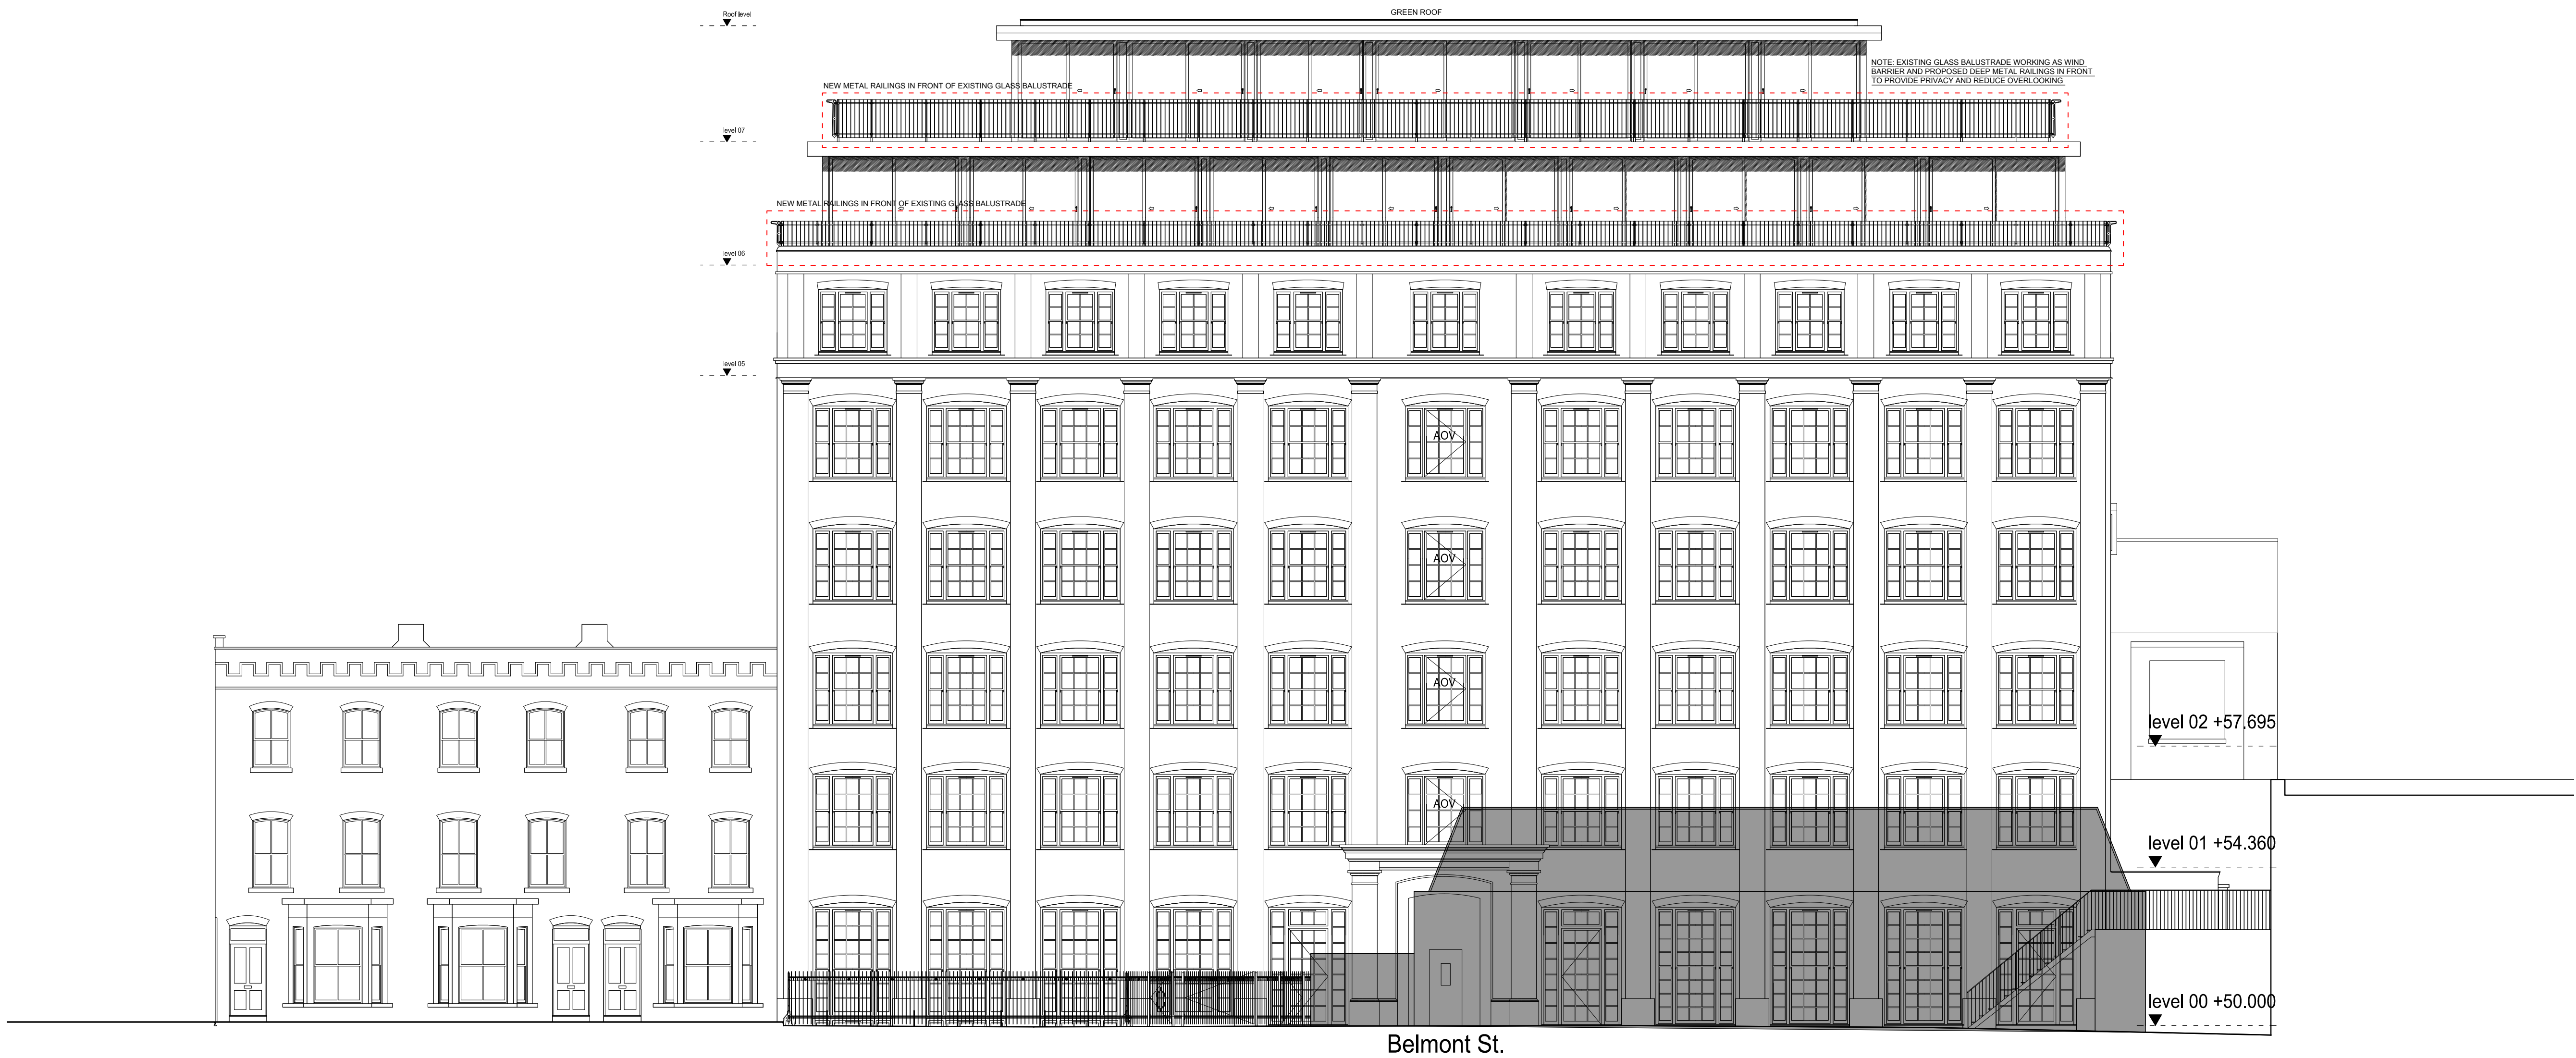 Roof level
GREEN ROOF
NOTE: EXISTING GLASS BALUSTRADE WORKING AS WIND
BARRIER AND PROPOSED DEEP METAL RAILINGS IN FRONT
TO PROVIDE PRIVACY AND REDUCE OVERLOOKING
NEW METAL RAILINGS IN FRONT OF EXISTING GLASS BALUSTRADE
level 07
NEW METAL RAILINGS IN FRONT OF EXISTING GLASS BALUSTRADE
level 06
level 05
AOV
AOV
AOV
level 02 +57.695
AOV
level 01 +54.360
level 00 +50.000
Belmont St.